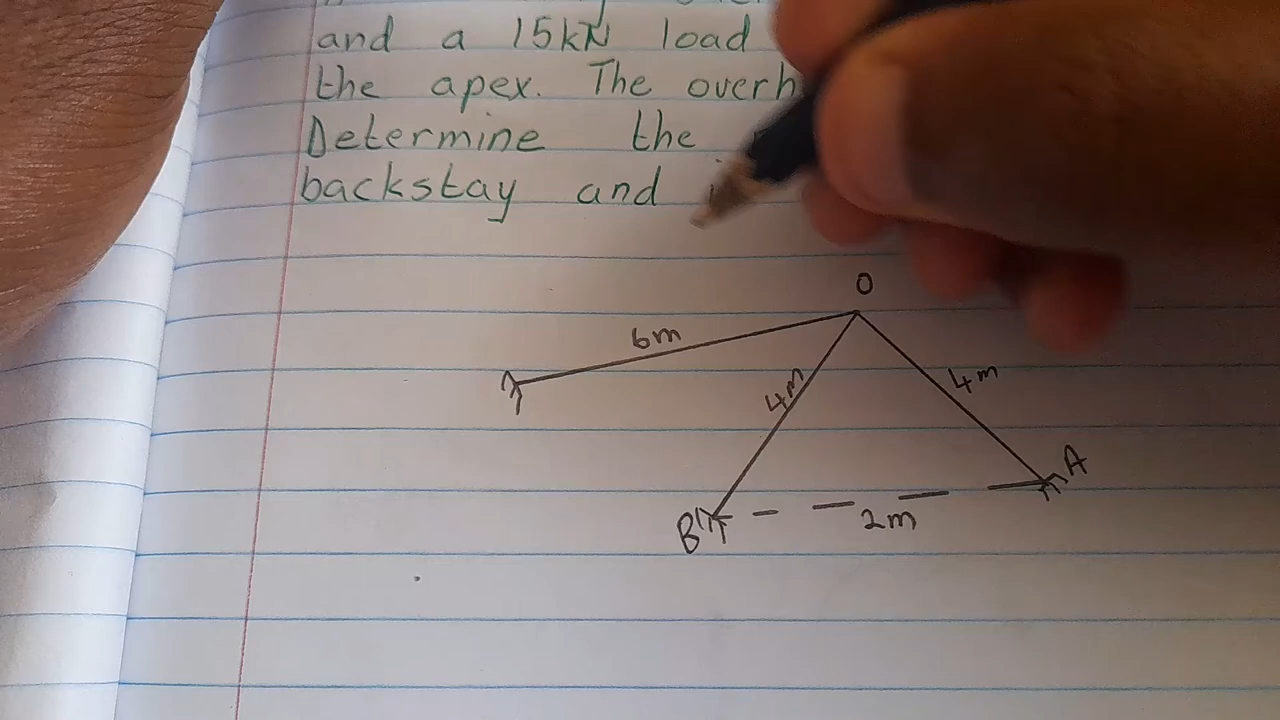 and a 15kN load
the apex. The overh
Determine the
backstay and
O
6m
4m
4m
A
B
2m